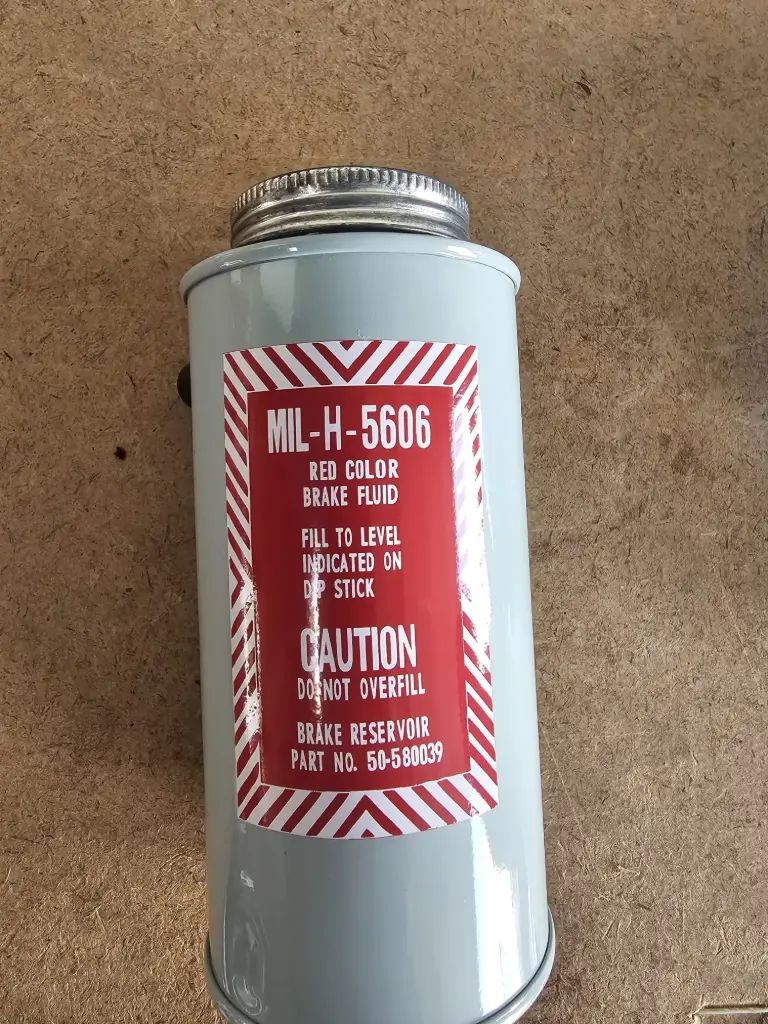 MIL-H-5606
RED COLOR
BRAKE FLUID
FILL TO LEVEL
INDICATED ON
DIP STICK
CAUTION
DO NOT OVERFILL
BRAKE RESERVOIR
PART NO. 50-580039